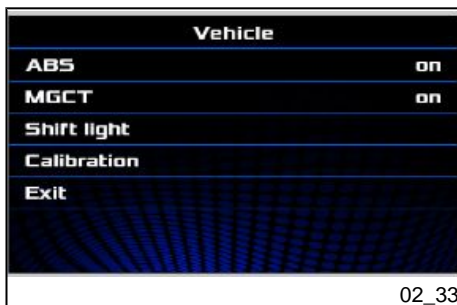 Vehicle
ABS on
MGCT on
Shift light
Calibration
Exit
02_33